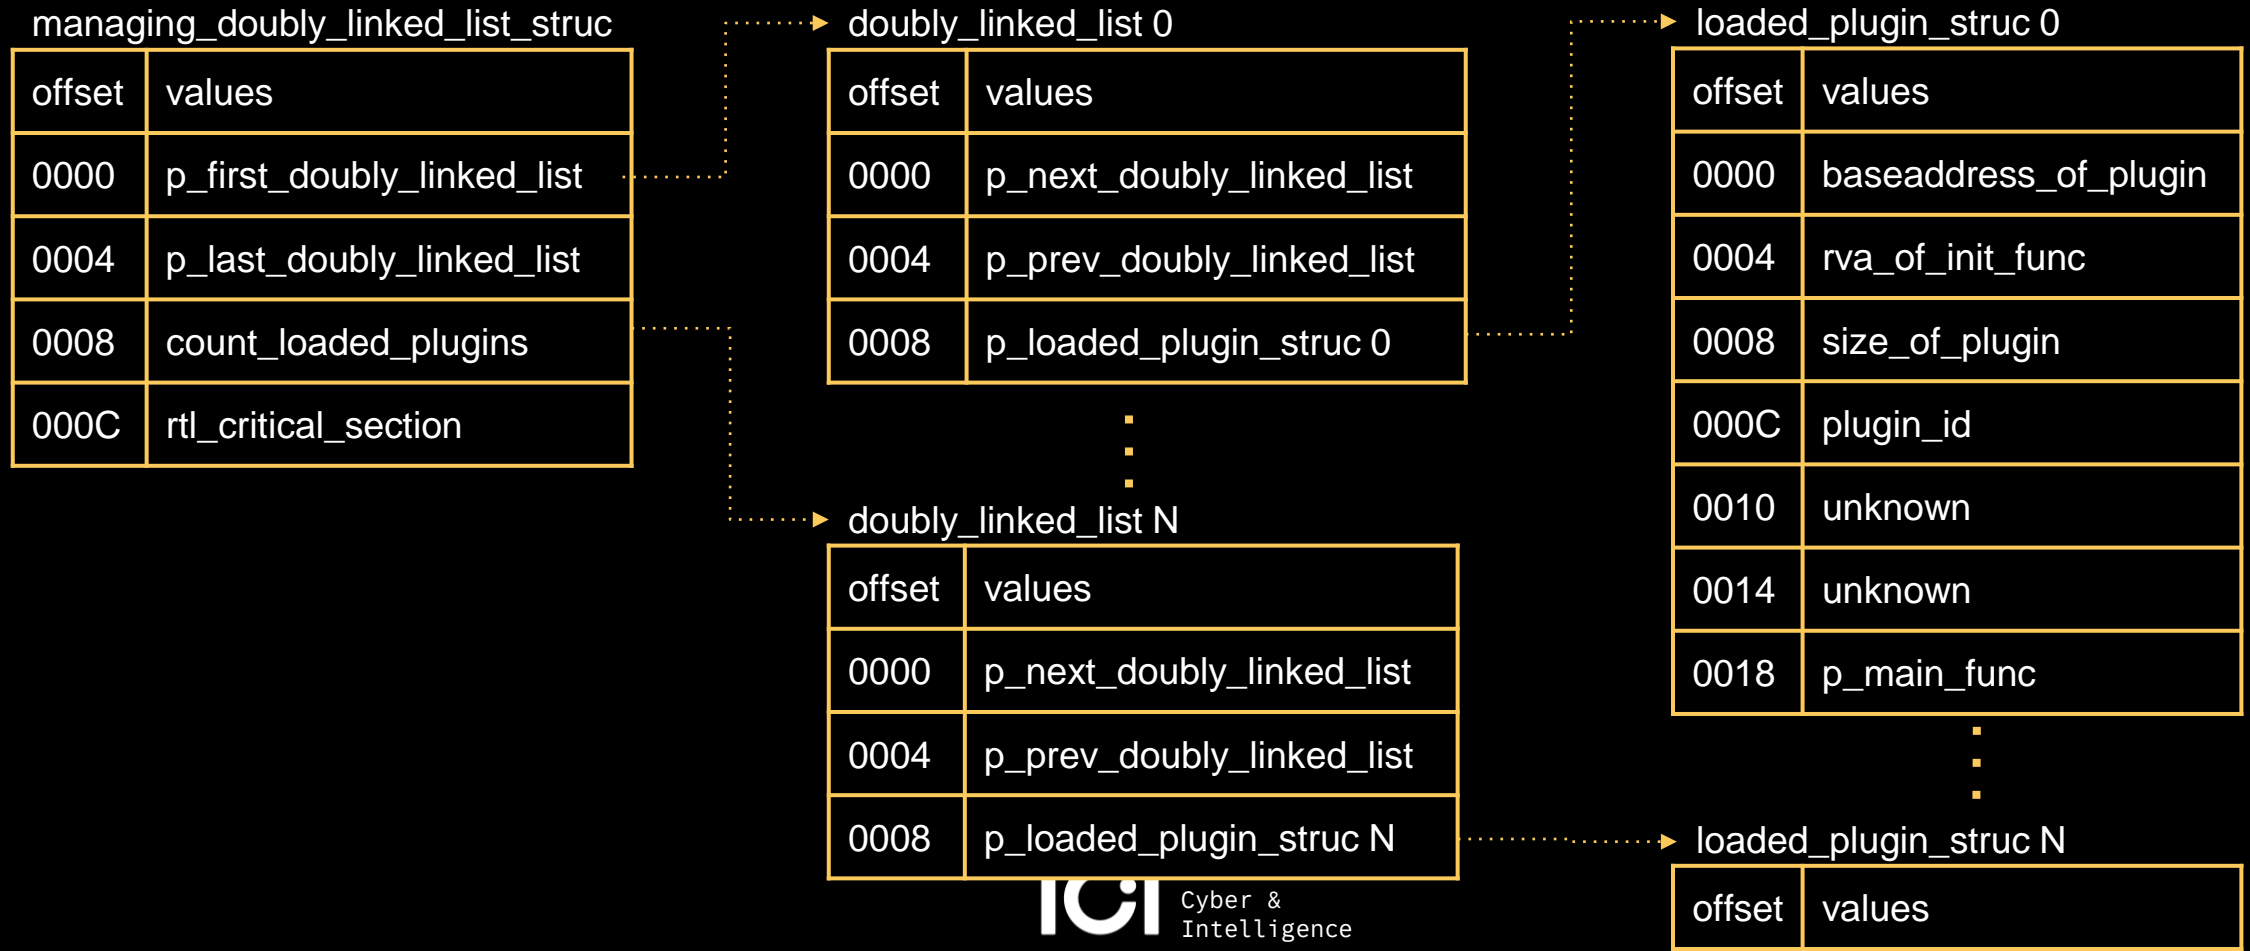 managing_doubly_linked_list_struc
offset values
0000 p_first_doubly_linked_list
0004 p_last_doubly_linked_list
0008 count_loaded_plugins
000C rtl_critical_section
doubly_linked_list 0
offset values
0000 p_next_doubly_linked_list
0004 p_prev_doubly_linked_list
0008 p_loaded_plugin_struc 0
doubly_linked_list N
offset values
0000 p_next_doubly_linked_list
0004 p_prev_doubly_linked_list
0008 p_loaded_plugin_struc N
loaded_plugin_struc 0
offset values
0000 baseaddress_of_plugin
0004 rva_of_init_func
0008 size_of_plugin
000C plugin_id
0010 unknown
0014 unknown
0018 p_main_func
loaded_plugin_struc N
offset values
Cyber &
Intelligence